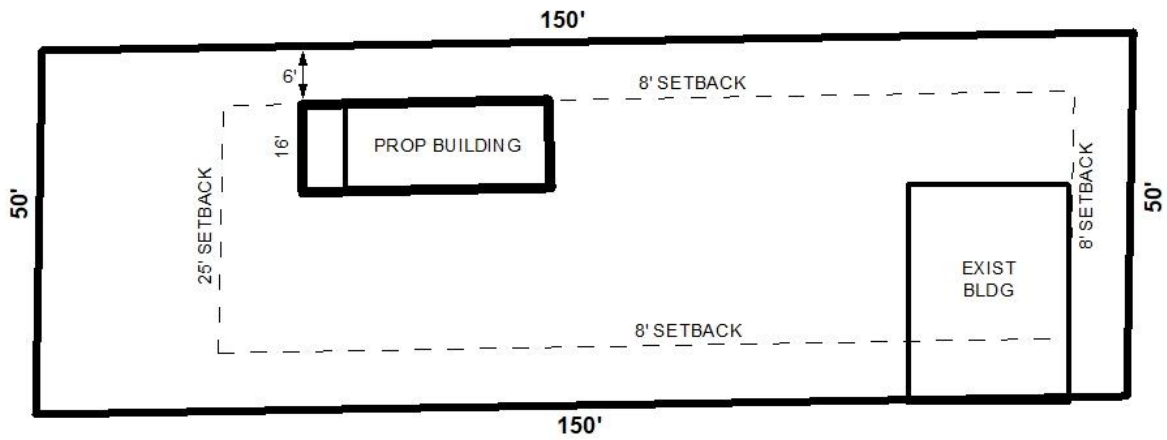 150'
6'
8' SETBACK
16'
PROP BUILDING
50'
25' SETBACK
8' SETBACK
50'
EXIST
BLDG
8' SETBACK
150'